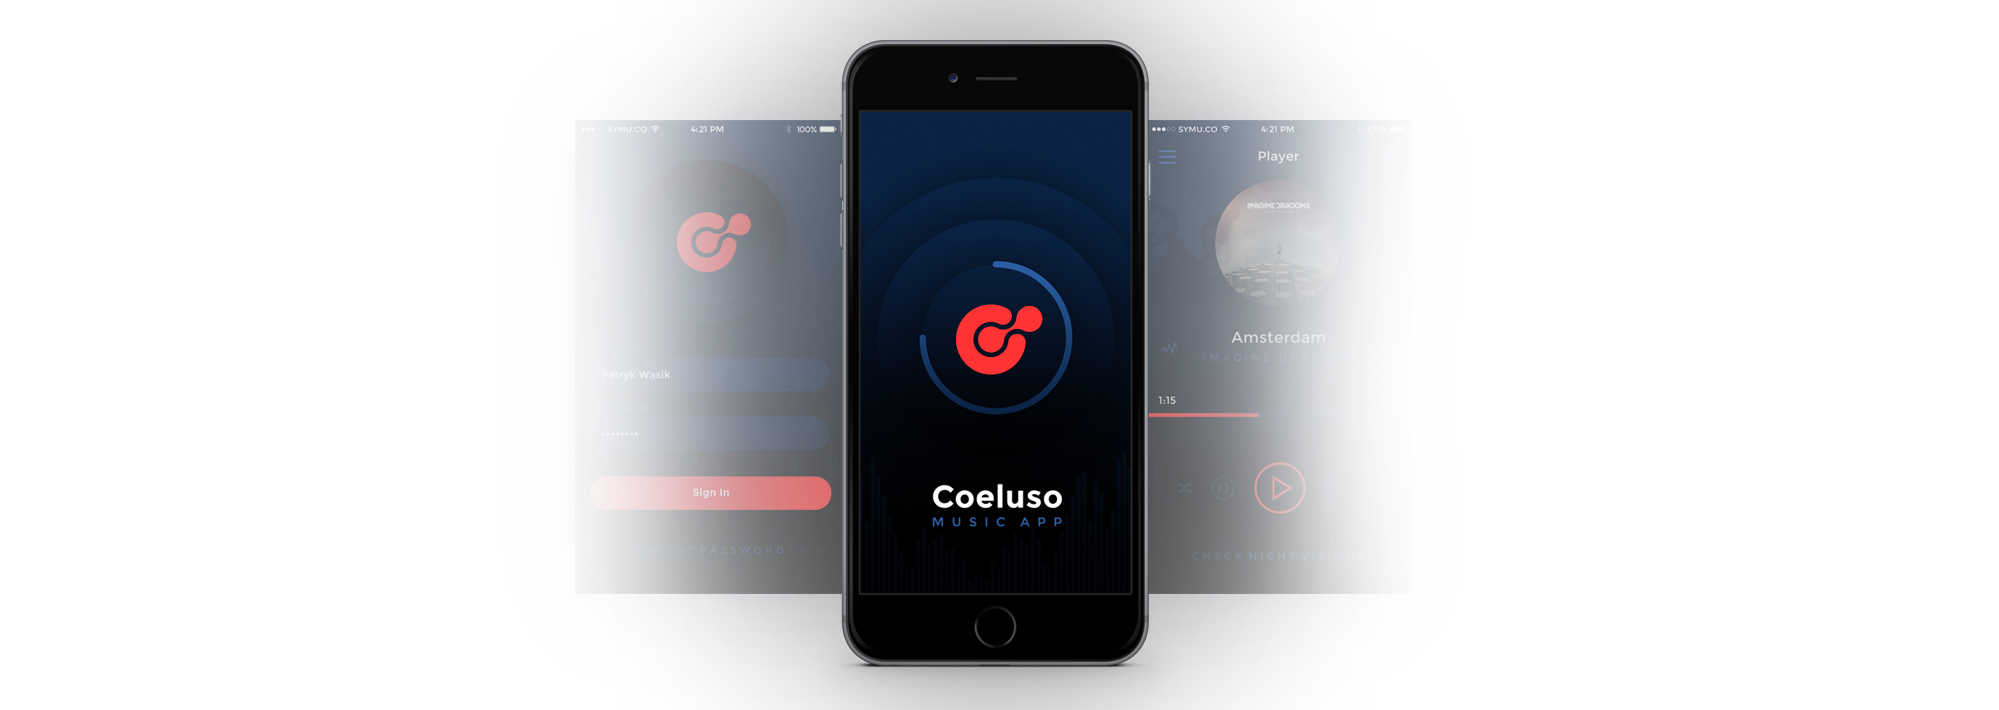 SYMU.CO 4:21 PM 100%
Patryk Wasik
••••••••
Sign In
FORGOT PASSWORD
Coeluso
MUSIC APP
SYMU.CO 4:21 PM 100%
Player
IMAGINE DRAGONS
Amsterdam
IMAGINE DRAGONS
1:15
CHECK NIGHT VISION